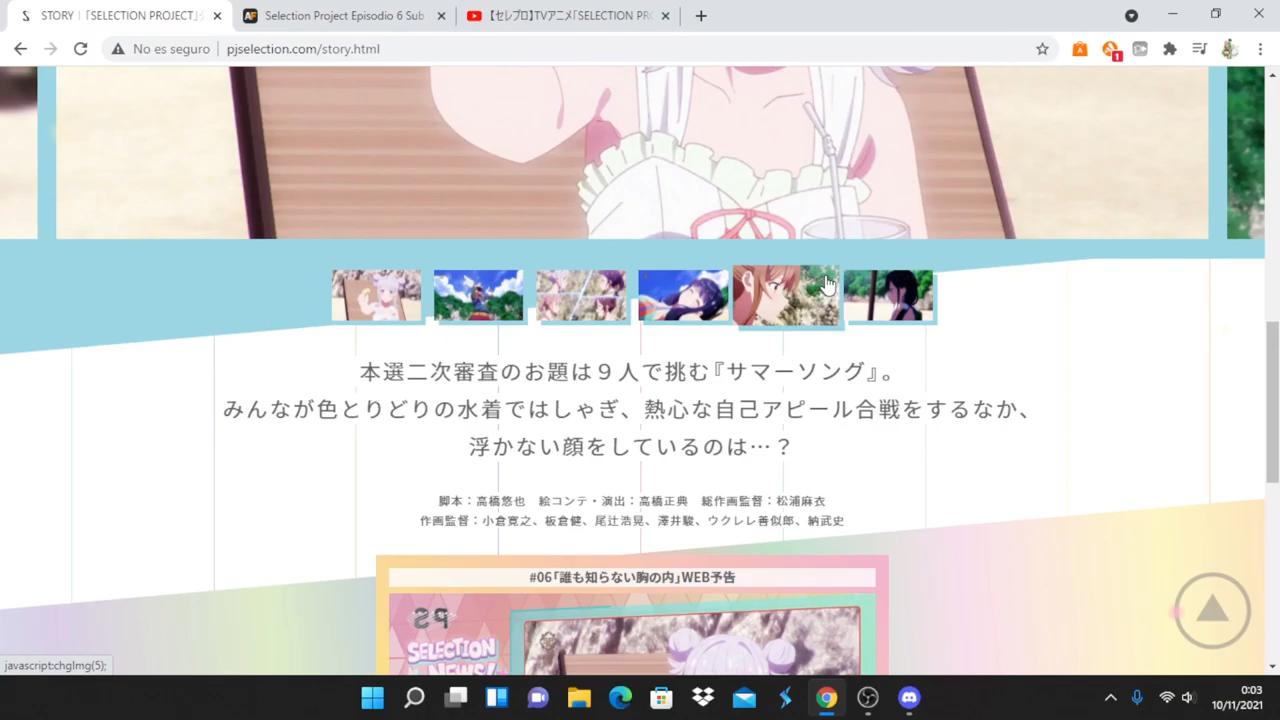 STORY | 「SELECTION PROJECT」
Selection Project Episodio 6 Sub
【セレプロ】TVアニメ「SELECTION PR
No es seguro
pjselection.com/story.html
1
本選二次審査のお題は9人で挑む『サマーソング』。
みんなが色とりどりの水着ではしゃぎ、熱心な自己アピール合戦をするなか、
浮かない顔をしているのは…？
脚本：高橋悠也　絵コンテ・演出：高橋正典　総作画監督：松浦麻衣
作画監督：小倉寛之、板倉健、尾辻浩晃、澤井駿、ウクレレ善似郎、納武史
#06「誰も知らない胸の内」WEB予告
PS
SELECTION
NEWS!
javascript:chgImg(5);
0:03
10/11/2021